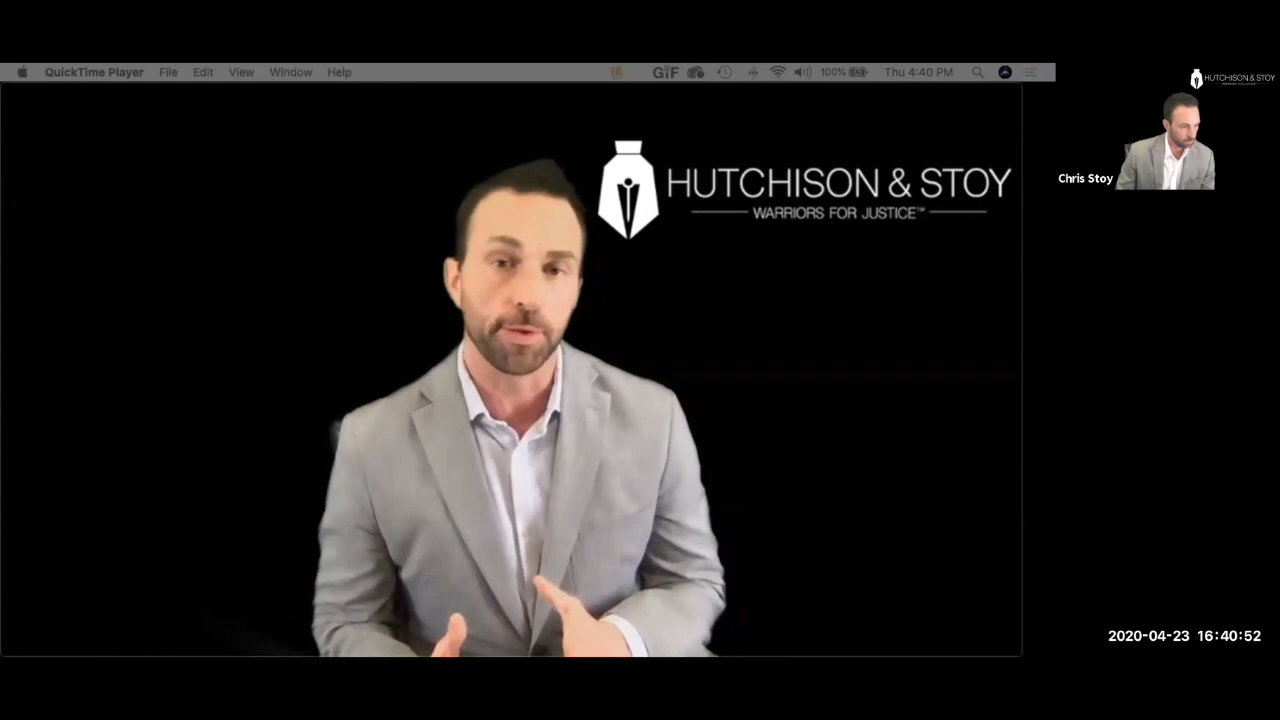 QuickTime Player File Edit View Window Help GIF 100% Thu 4:40 PM
HUTCHISON & STOY
WARRIORS FOR JUSTICE™
HUTCHISON & STOY
Chris Stoy
2020-04-23 16:40:52